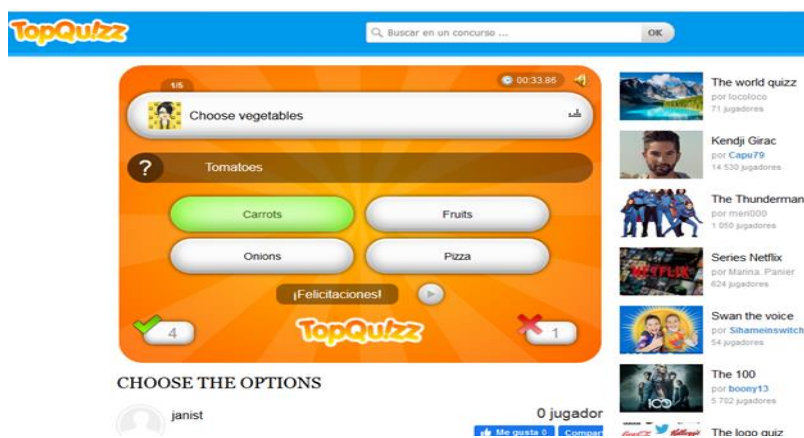 TopQuizz
Buscar en un concurso ...
OK
1/5
00:33.86
Choose vegetables
?
Tomatoes
Carrots
Fruits
Onions
Pizza
¡Felicitaciones!
4
TopQuizz
1
CHOOSE THE OPTIONS
janist
0 jugador
Me gusta 0
Compart
The world quizz
por locoloco
71 jugadores
Kendji Girac
por Capu79
14 530 jugadores
The Thunderman
por meri000
1 050 jugadores
NETFLIX
Series Netflix
por Marina. Panier
624 jugadores
Swan the voice
por Sihameinswitch
54 jugadores
100
The 100
por boony13
5 702 jugadores
The logo quiz